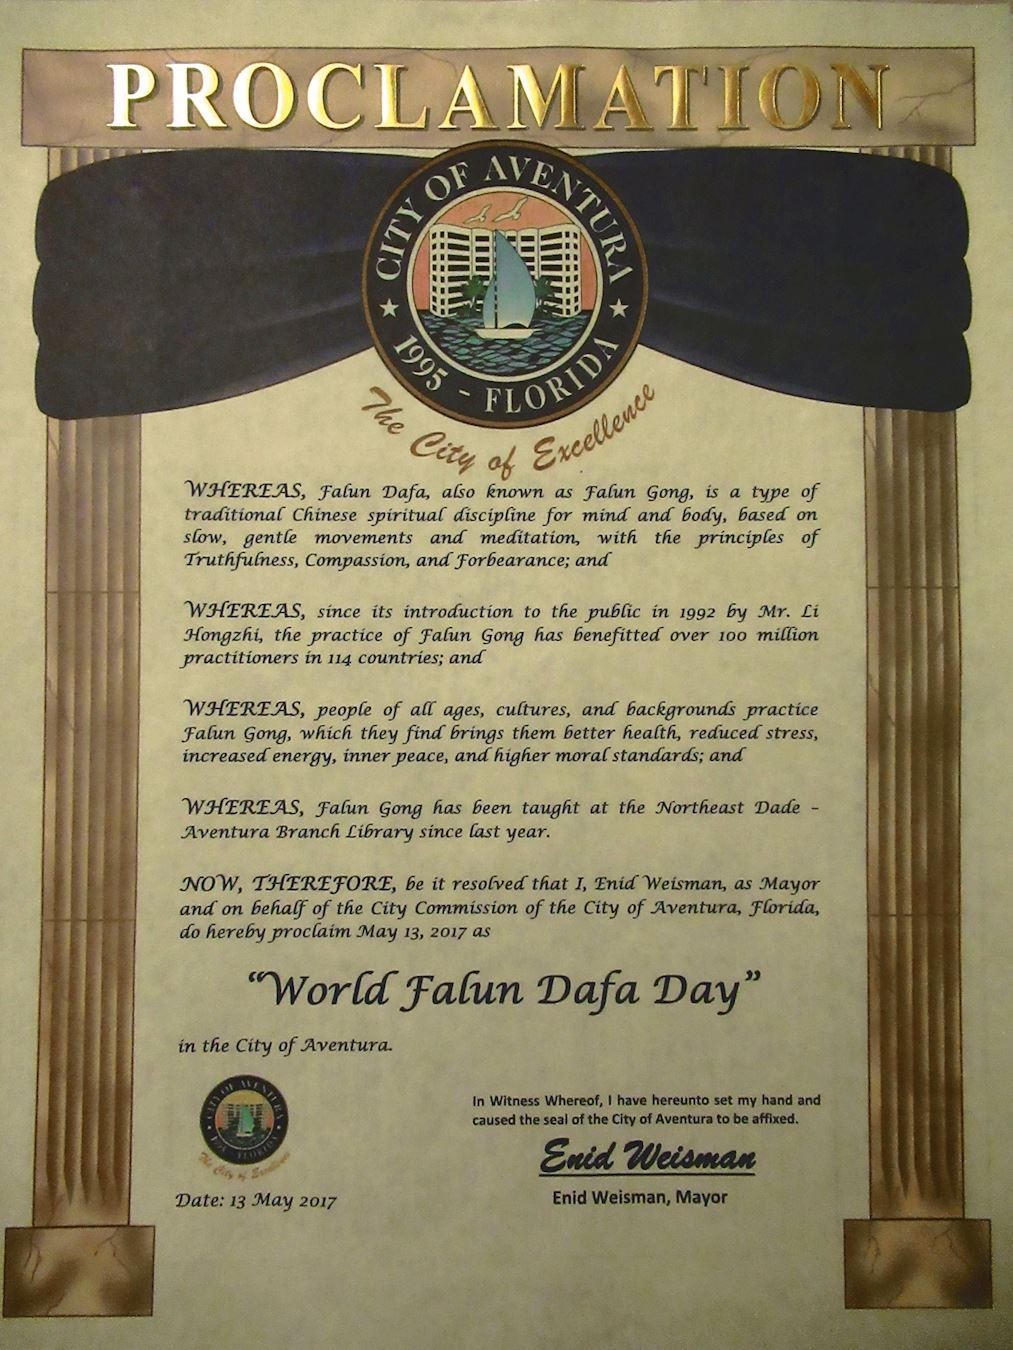 PROCLAMATION
CITY OF AVENTURA
1995 - FLORIDA
The City of Excellence
WHEREAS, Falun Dafa, also known as Falun Gong, is a type of
traditional Chinese spiritual discipline for mind and body, based on
slow, gentle movements and meditation, with the principles of
Truthfulness, Compassion, and Forbearance; and
WHEREAS, since its introduction to the public in 1992 by Mr. Li
Hongzhi, the practice of Falun Gong has benefitted over 100 million
practitioners in 114 countries; and
WHEREAS, people of all ages, cultures, and backgrounds practice
Falun Gong, which they find brings them better health, reduced stress,
increased energy, inner peace, and higher moral standards; and
WHEREAS, Falun Gong has been taught at the Northeast Dade –
Aventura Branch Library since last year.
NOW, THEREFORE, be it resolved that I, Enid Weisman, as Mayor
and on behalf of the City Commission of the City of Aventura, Florida,
do hereby proclaim May 13, 2017 as
“World Falun Dafa Day”
in the City of Aventura.
CITY OF AVENTURA
1995 - FLORIDA
The City of Excellence
In Witness Whereof, I have hereunto set my hand and
caused the seal of the City of Aventura to be affixed.
Enid Weisman
Enid Weisman, Mayor
Date: 13 May 2017